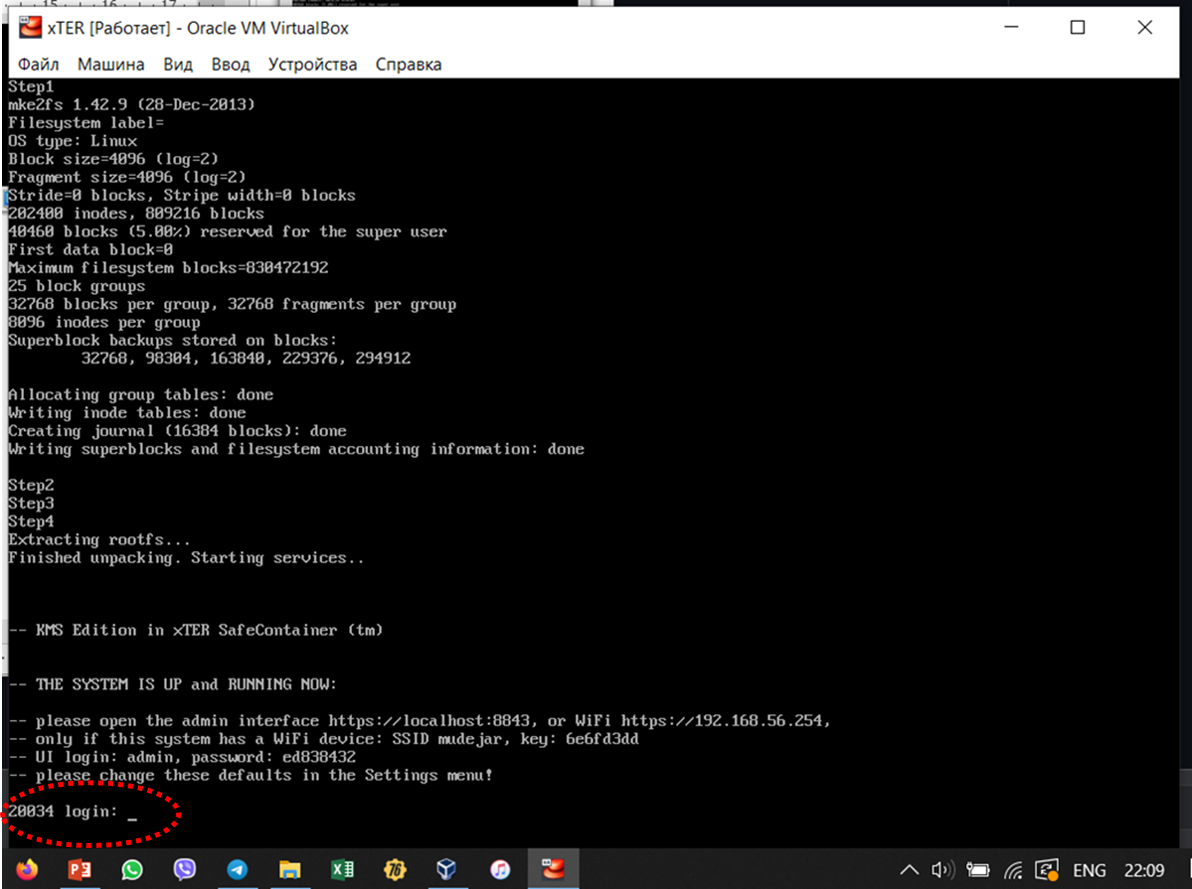 15 16 17
xTER [Работает] - Oracle VM VirtualBox
Файл Машина Вид Ввод Устройства Справка
Step1
mke2fs 1.42.9 (28-Dec-2013)
Filesystem label=
OS type: Linux
Block size=4096 (log=2)
Fragment size=4096 (log=2)
Stride=0 blocks, Stripe width=0 blocks
202400 inodes, 809216 blocks
40460 blocks (5.00%) reserved for the super user
First data block=0
Maximum filesystem blocks=830472192
25 block groups
32768 blocks per group, 32768 fragments per group
8096 inodes per group
Superblock backups stored on blocks:
32768, 98304, 163840, 229376, 294912
Allocating group tables: done
Writing inode tables: done
Creating journal (16384 blocks): done
Writing superblocks and filesystem accounting information: done
Step2
Step3
Step4
Extracting rootfs...
Finished unpacking. Starting services..
-- KMS Edition in xTER SafeContainer (tm)
-- THE SYSTEM IS UP and RUNNING NOW:
-- please open the admin interface https://localhost:8843, or WiFi https://192.168.56.254,
-- only if this system has a WiFi device: SSID mudejar, key: 6e6fd3dd
-- UI login: admin, password: ed838432
-- please change these defaults in the Settings menu!
20034 login: _
76 ENG 22:09